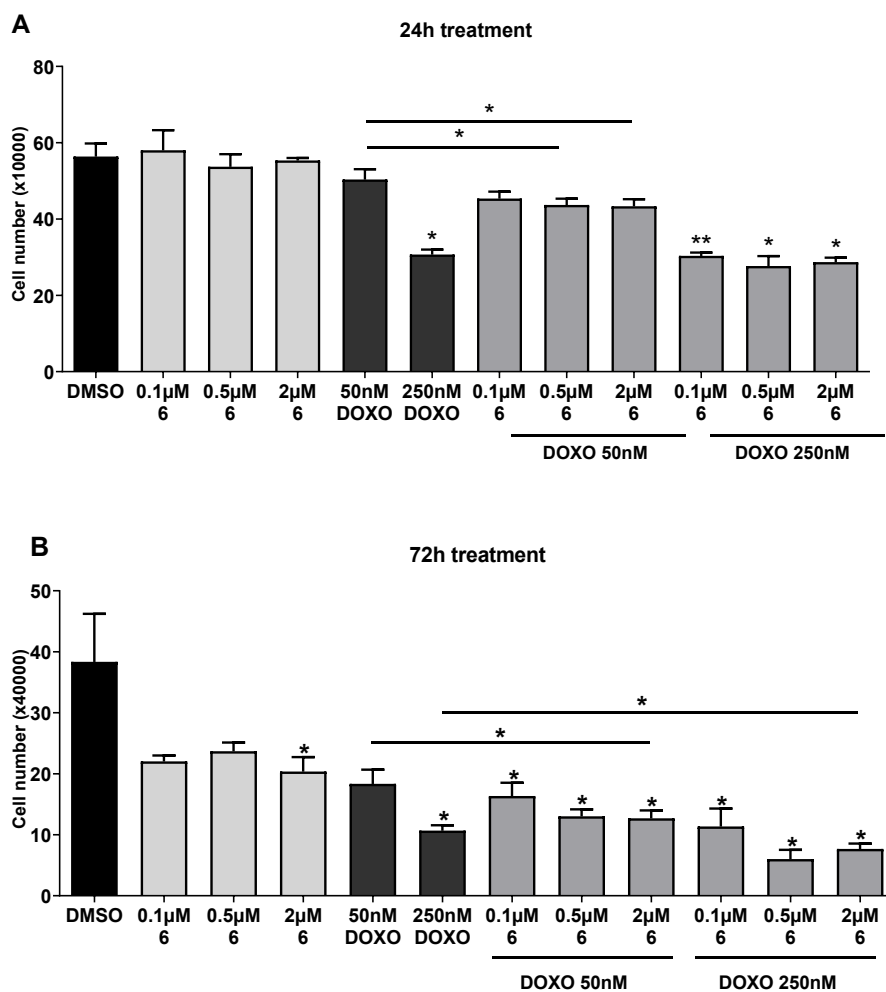 A
24h treatment
Cell number (x10000)
80
60
40
20
0
*
*
*
**
*
*
DMSO 0.1µM 0.5µM 2µM 50nM 250nM 0.1µM 0.5µM 2µM 0.1µM 0.5µM 2µM
6 6 6 DOXO DOXO 6 6 6 6 6 6
DOXO 50nM DOXO 250nM
B
72h treatment
Cell number (x40000)
50
40
30
20
10
0
*
*
*
*
*
*
*
*
*
*
DMSO 0.1µM 0.5µM 2µM 50nM 250nM 0.1µM 0.5µM 2µM 0.1µM 0.5µM 2µM
6 6 6 DOXO DOXO 6 6 6 6 6 6
DOXO 50nM DOXO 250nM